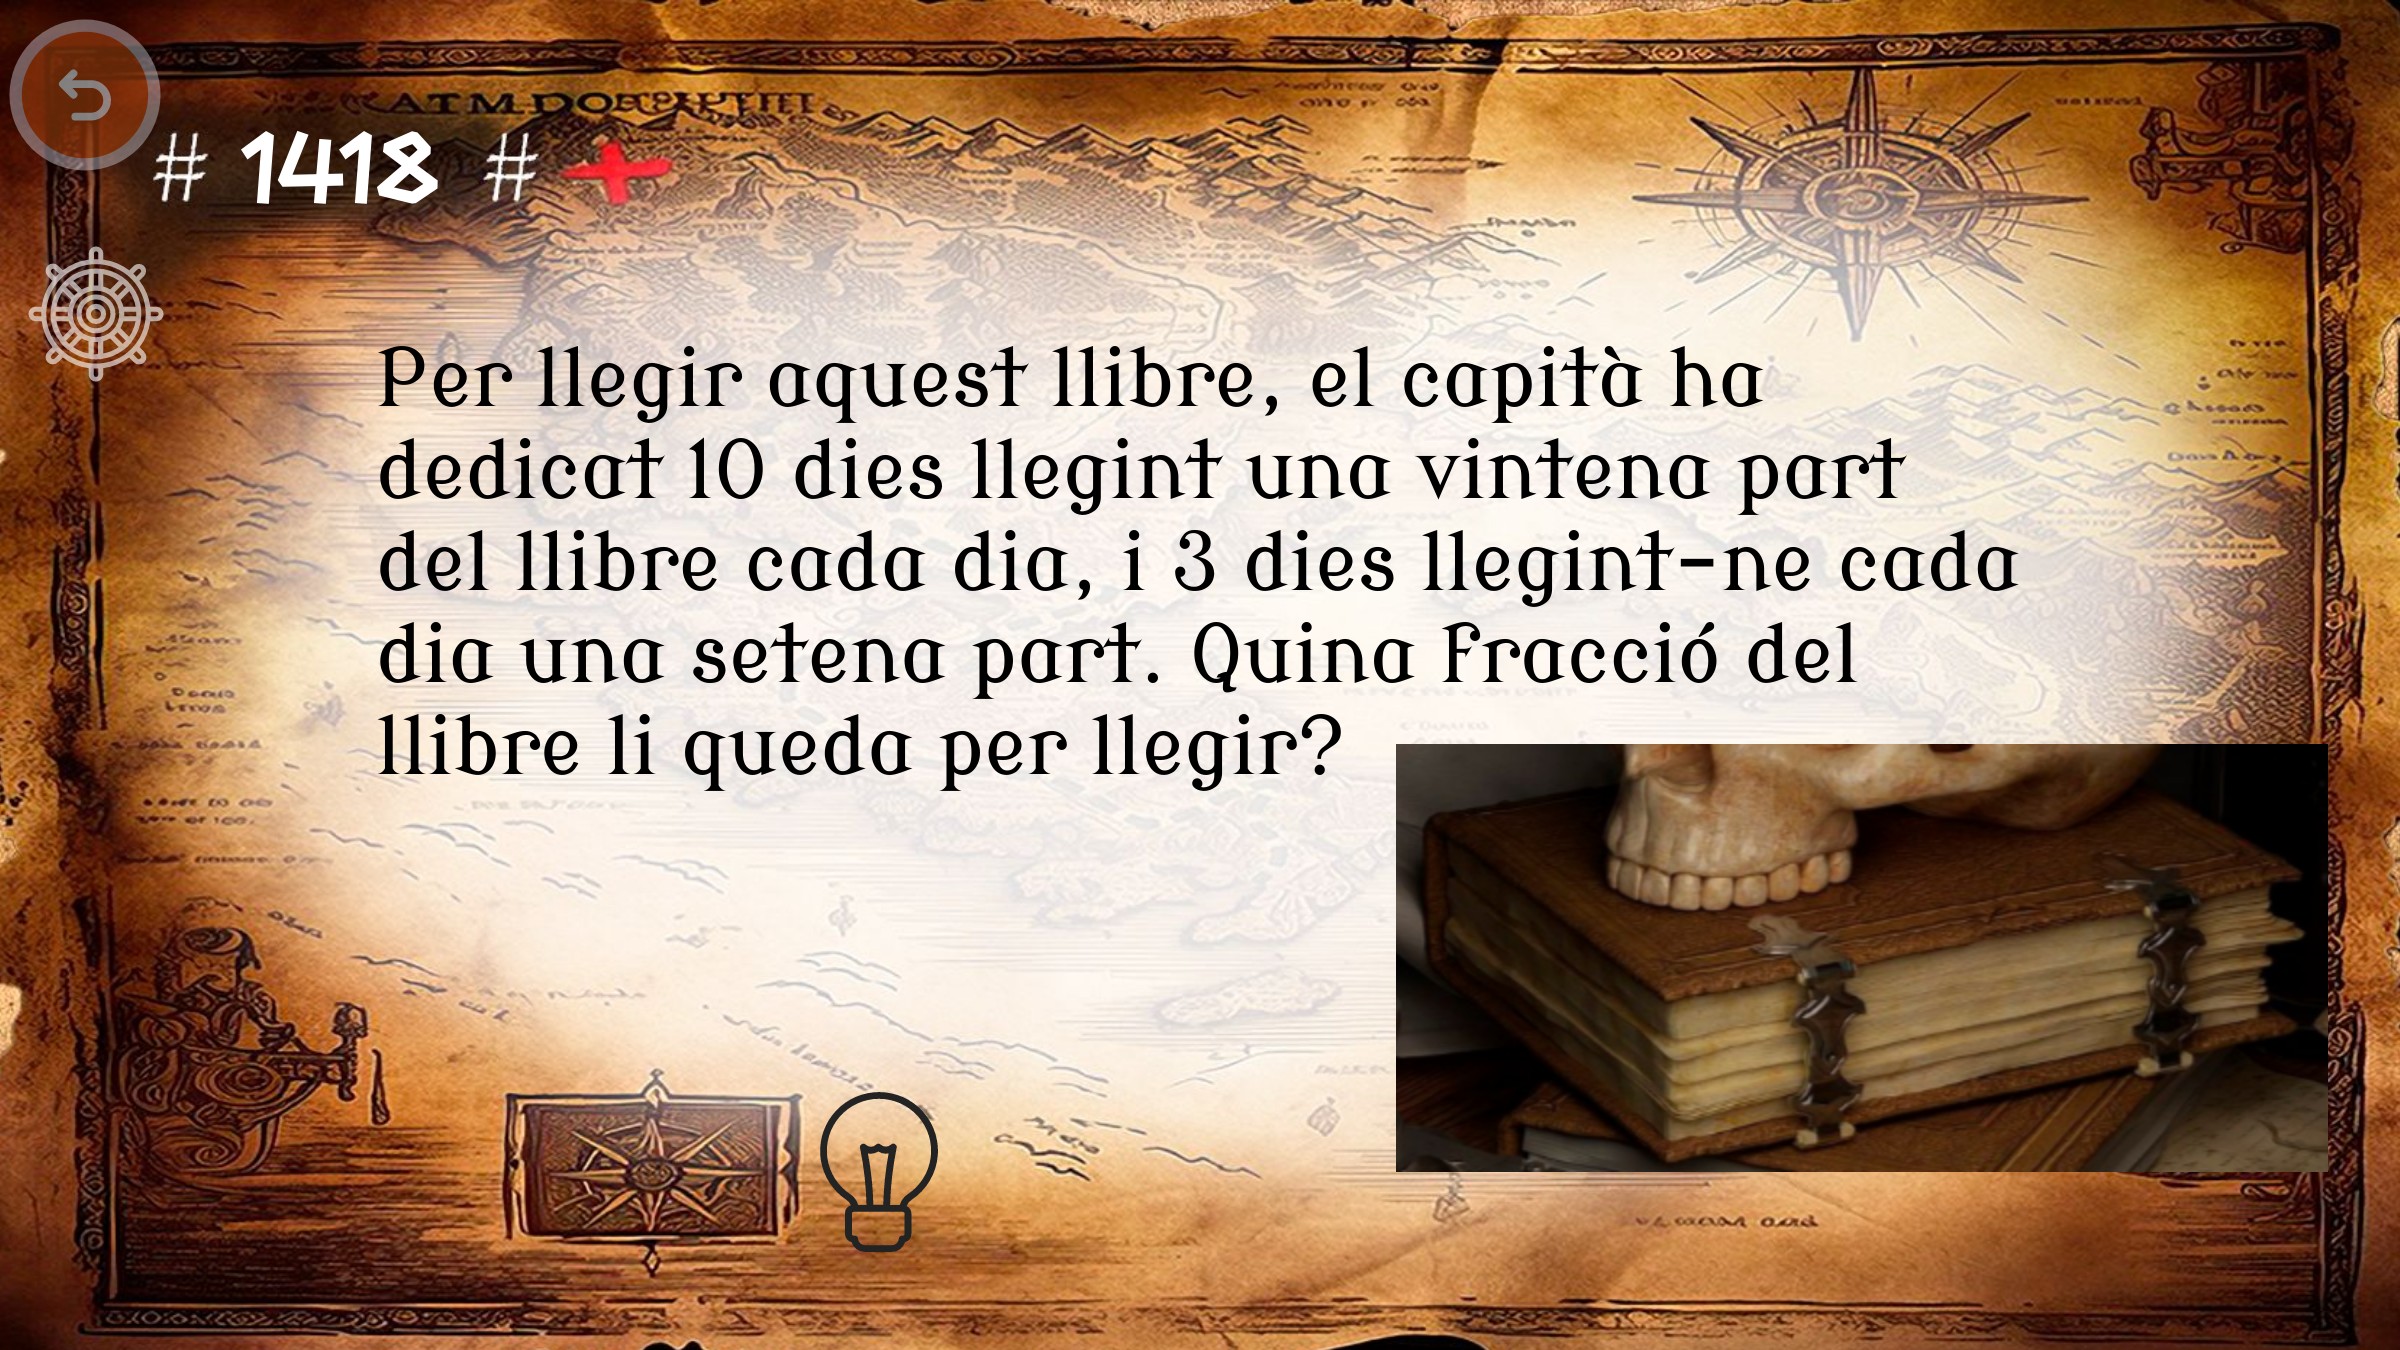 # 1418 #
Per llegir aquest llibre, el capità ha
dedicat 10 dies llegint una vintena part
del llibre cada dia, i 3 dies llegint-ne cada
dia una setena part. Quina fracció del
llibre li queda per llegir?